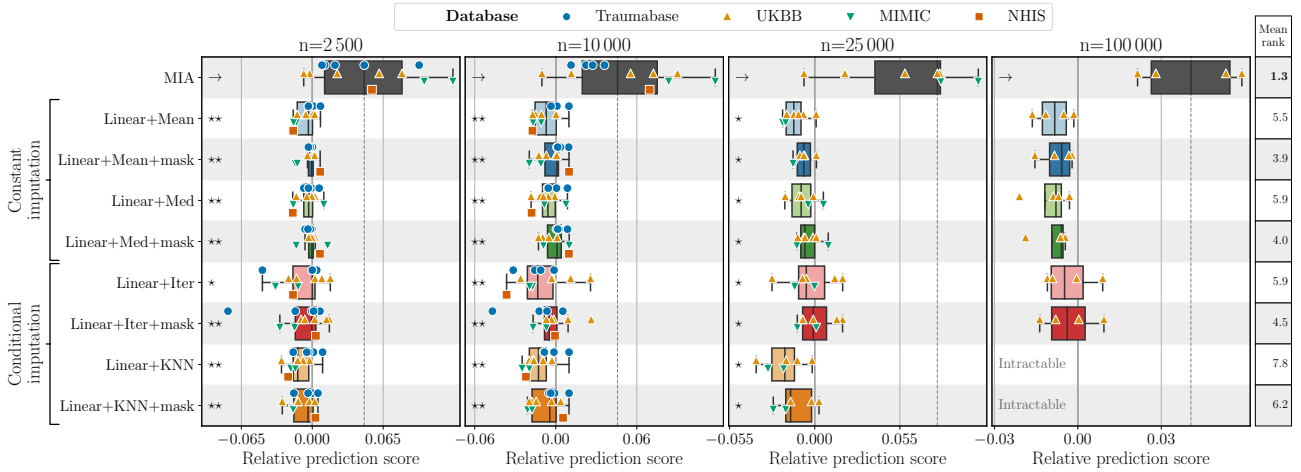 Database Traumabase UKBB MIMIC NHIS
n=2 500 n=10 000 n=25 000 n=100 000 Mean rank
MIA → → → → 1.3
Linear+Mean ⋆⋆ ⋆⋆ ⋆ 5.5
Linear+Mean+mask ⋆⋆ ⋆⋆ ⋆ 3.9
Linear+Med ⋆⋆ ⋆⋆ ⋆ 5.9
Linear+Med+mask ⋆⋆ ⋆⋆ ⋆ 4.0
Constant imputation
Linear+Iter ⋆ ⋆⋆ ⋆ 5.9
Linear+Iter+mask ⋆⋆ ⋆⋆ ⋆ 4.5
Linear+KNN ⋆⋆ ⋆⋆ ⋆ Intractable 7.8
Linear+KNN+mask ⋆⋆ ⋆⋆ ⋆ Intractable 6.2
Conditional imputation
−0.065 0.000 0.065 −0.06 0.00 0.06 −0.055 0.000 0.055 −0.03 0.00 0.03
Relative prediction score Relative prediction score Relative prediction score Relative prediction score